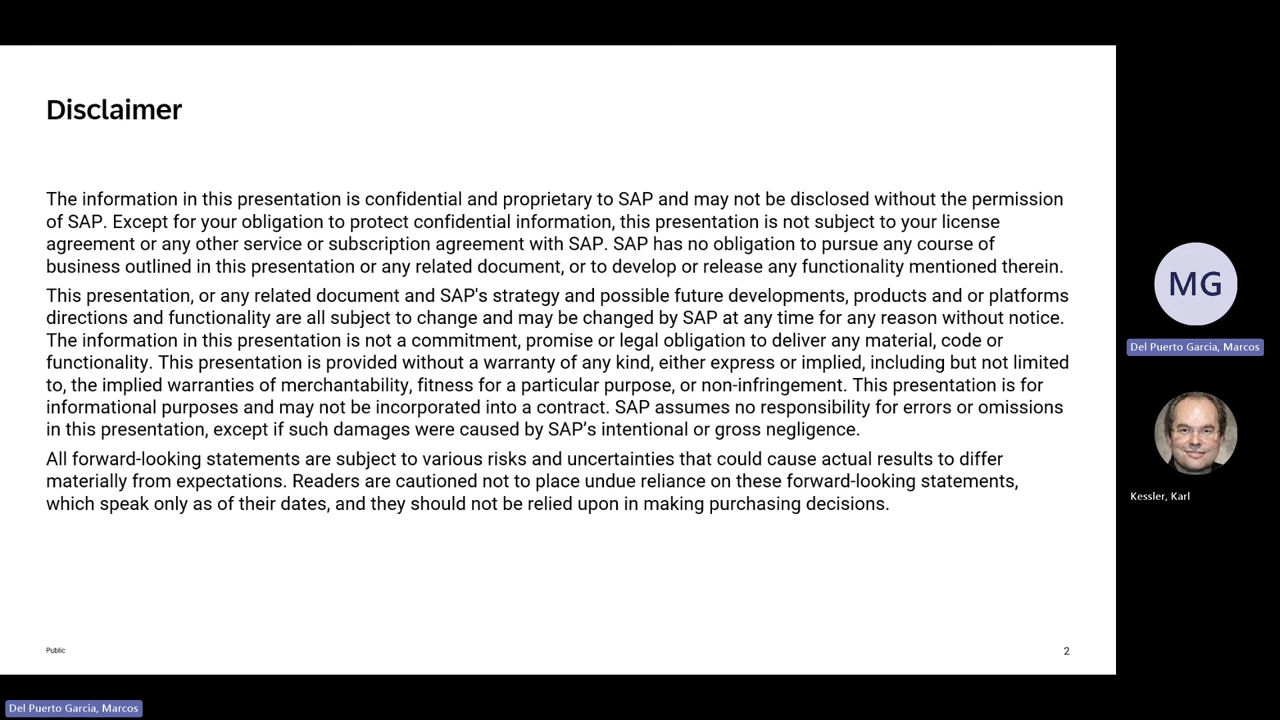 Disclaimer
The information in this presentation is confidential and proprietary to SAP and may not be disclosed without the permission
of SAP. Except for your obligation to protect confidential information, this presentation is not subject to your license
agreement or any other service or subscription agreement with SAP. SAP has no obligation to pursue any course of
business outlined in this presentation or any related document, or to develop or release any functionality mentioned therein.
This presentation, or any related document and SAP's strategy and possible future developments, products and or platforms
directions and functionality are all subject to change and may be changed by SAP at any time for any reason without notice.
The information in this presentation is not a commitment, promise or legal obligation to deliver any material, code or
functionality. This presentation is provided without a warranty of any kind, either express or implied, including but not limited
to, the implied warranties of merchantability, fitness for a particular purpose, or non-infringement. This presentation is for
informational purposes and may not be incorporated into a contract. SAP assumes no responsibility for errors or omissions
in this presentation, except if such damages were caused by SAP’s intentional or gross negligence.
All forward-looking statements are subject to various risks and uncertainties that could cause actual results to differ
materially from expectations. Readers are cautioned not to place undue reliance on these forward-looking statements,
which speak only as of their dates, and they should not be relied upon in making purchasing decisions.
Public
2
MG
Del Puerto Garcia, Marcos
Kessler, Karl
Del Puerto Garcia, Marcos